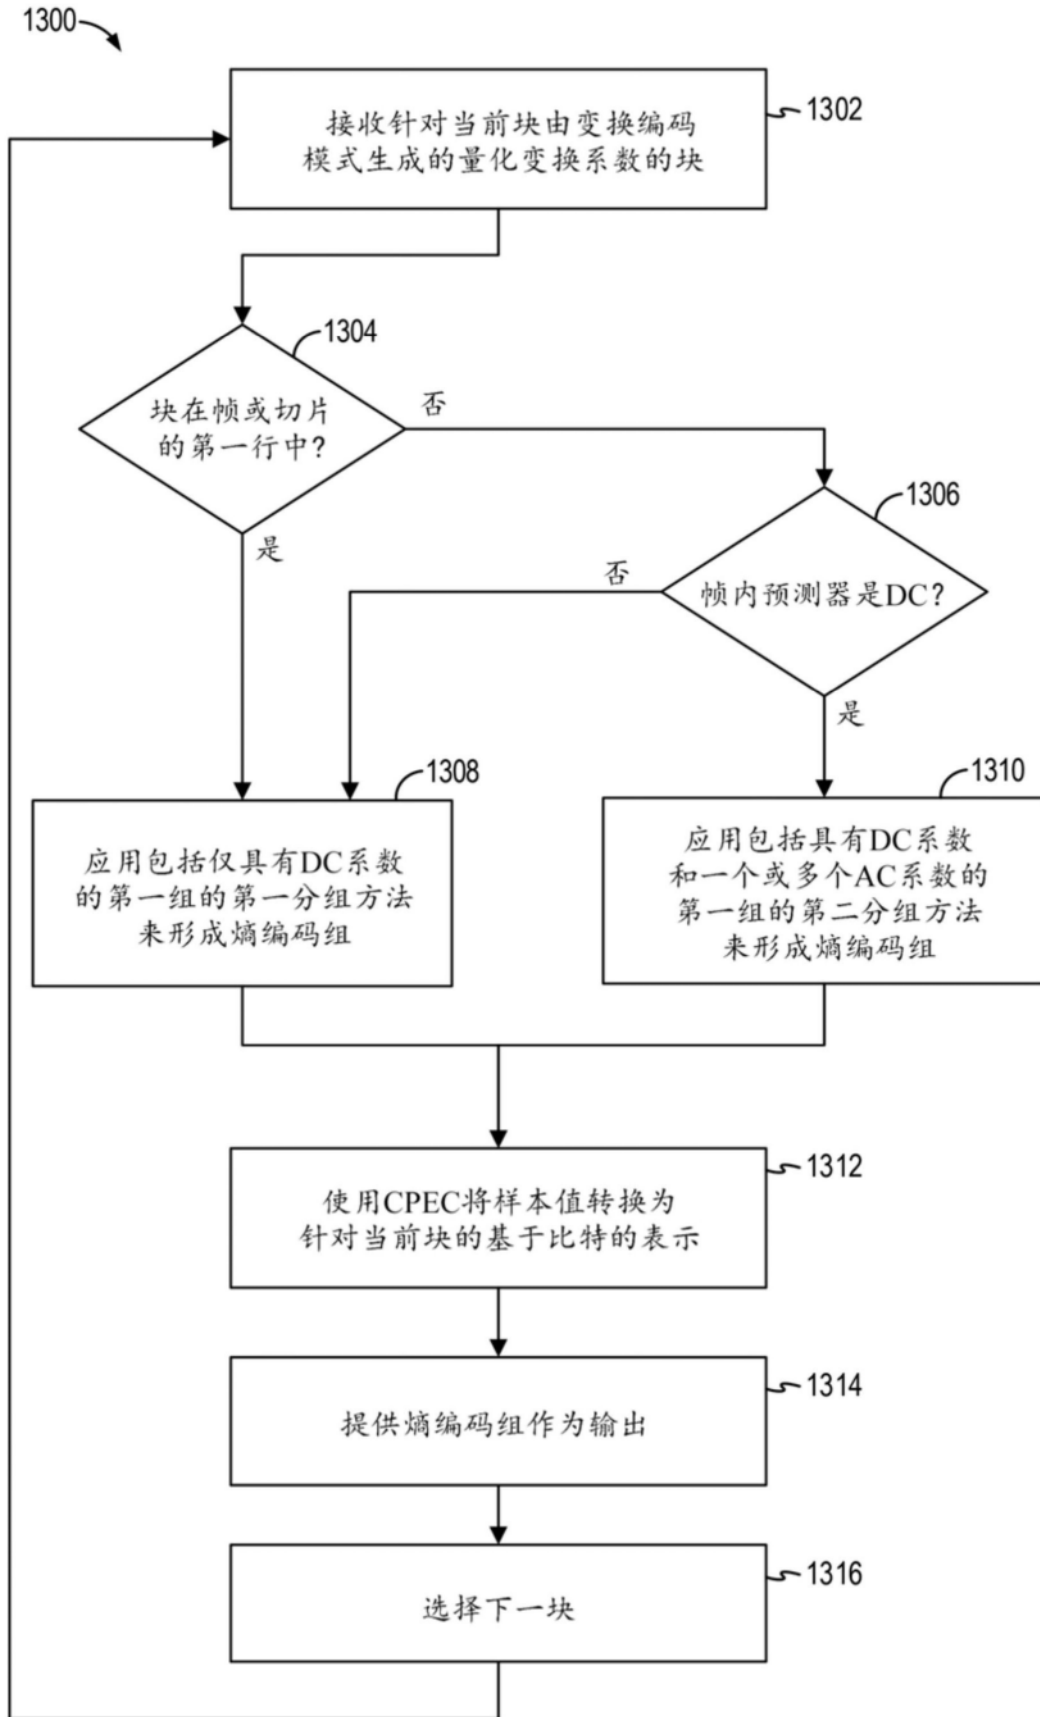 1300
接收针对当前块由变换编码
模式生成的量化变换系数的块
1302
块在帧或切片
的第一行中?
1304
否
是
帧内预测器是DC?
1306
否
是
应用包括仅具有DC系数
的第一组的第一分组方法
来形成熵编码组
1308
应用包括具有DC系数
和一个或多个AC系数的
第一组的第二分组方法
来形成熵编码组
1310
使用CPEC将样本值转换为
针对当前块的基于比特的表示
1312
提供熵编码组作为输出
1314
选择下一块
1316